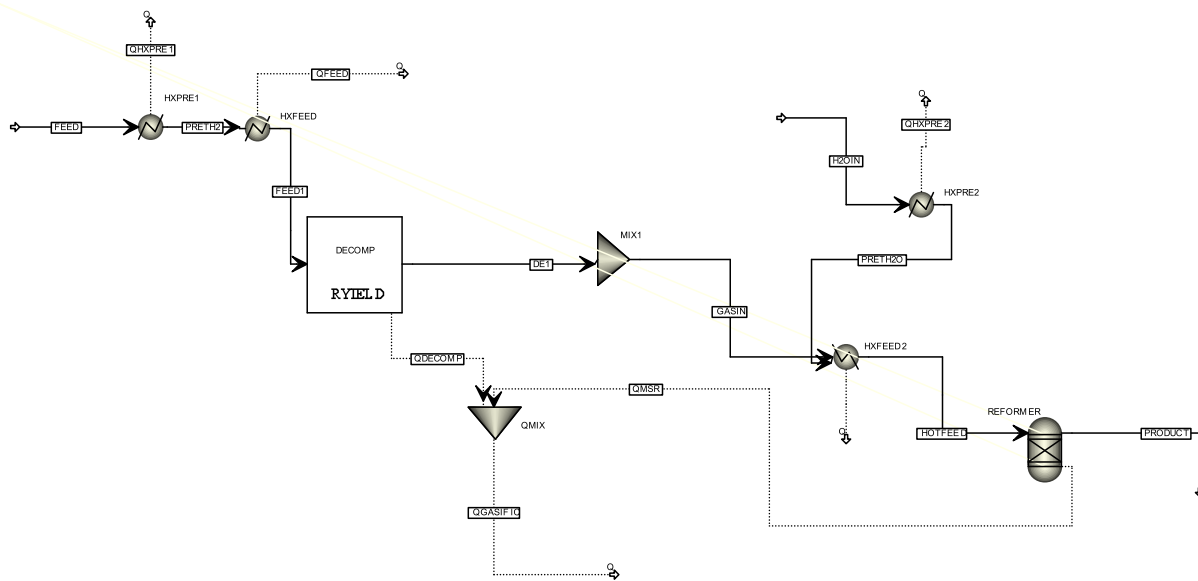 Q
QHXPRE1
Q
QFEED
HXPRE1
HXFEED
FEED
PRETH2
Q
QHXPRE2
H2OIN
HXPRE2
FEED1
DECOMP
RYIELD
DE1
MIX1
PRETH2O
GASIN
HXFEED2
QDECOMP
QMSR
QMIX
Q
REFORMER
HOTFEED
PRODUCT
QGASIFIC
Q